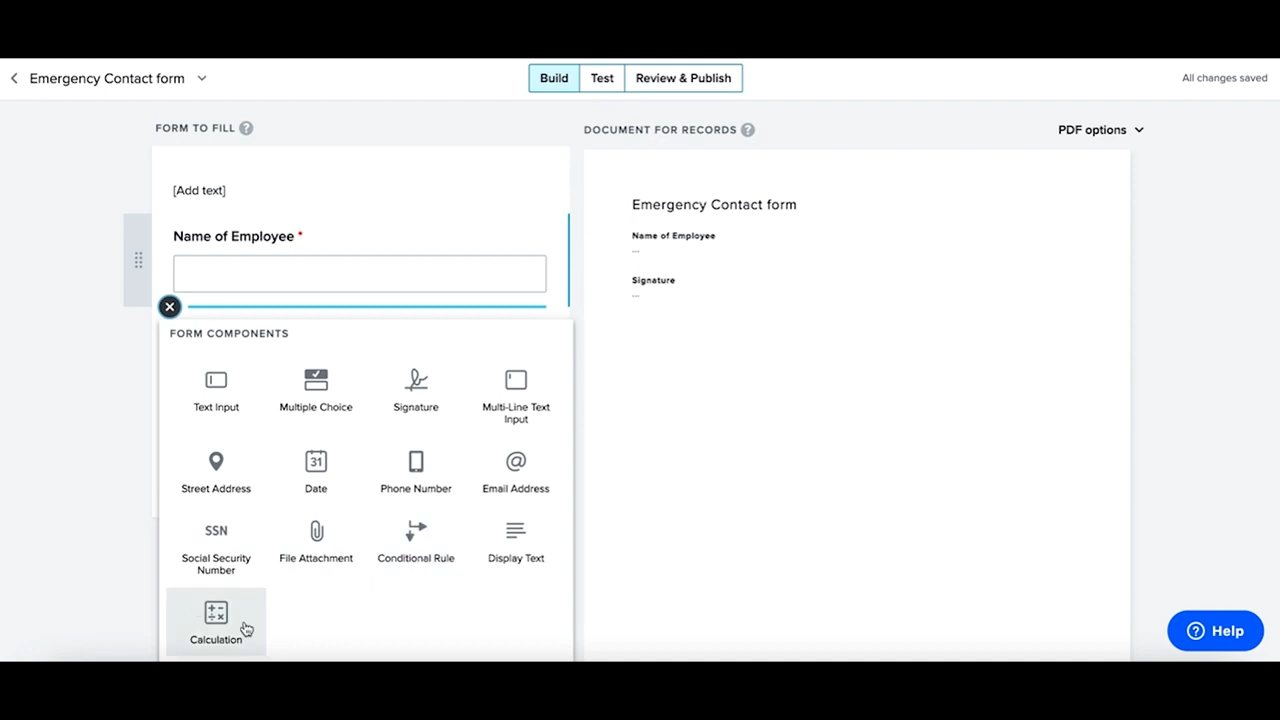 Emergency Contact form
Build
Test
Review & Publish
All changes saved
FORM TO FILL ?
DOCUMENT FOR RECORDS ?
PDF options
[Add text]
Name of Employee *
FORM COMPONENTS
Text Input
Multiple Choice
Signature
Multi-Line Text
Input
Street Address
31
Date
Phone Number
@
Email Address
SSN
Social Security
Number
File Attachment
Conditional Rule
Display Text
Calculation
Emergency Contact form
Name of Employee
--
Signature
--
? Help